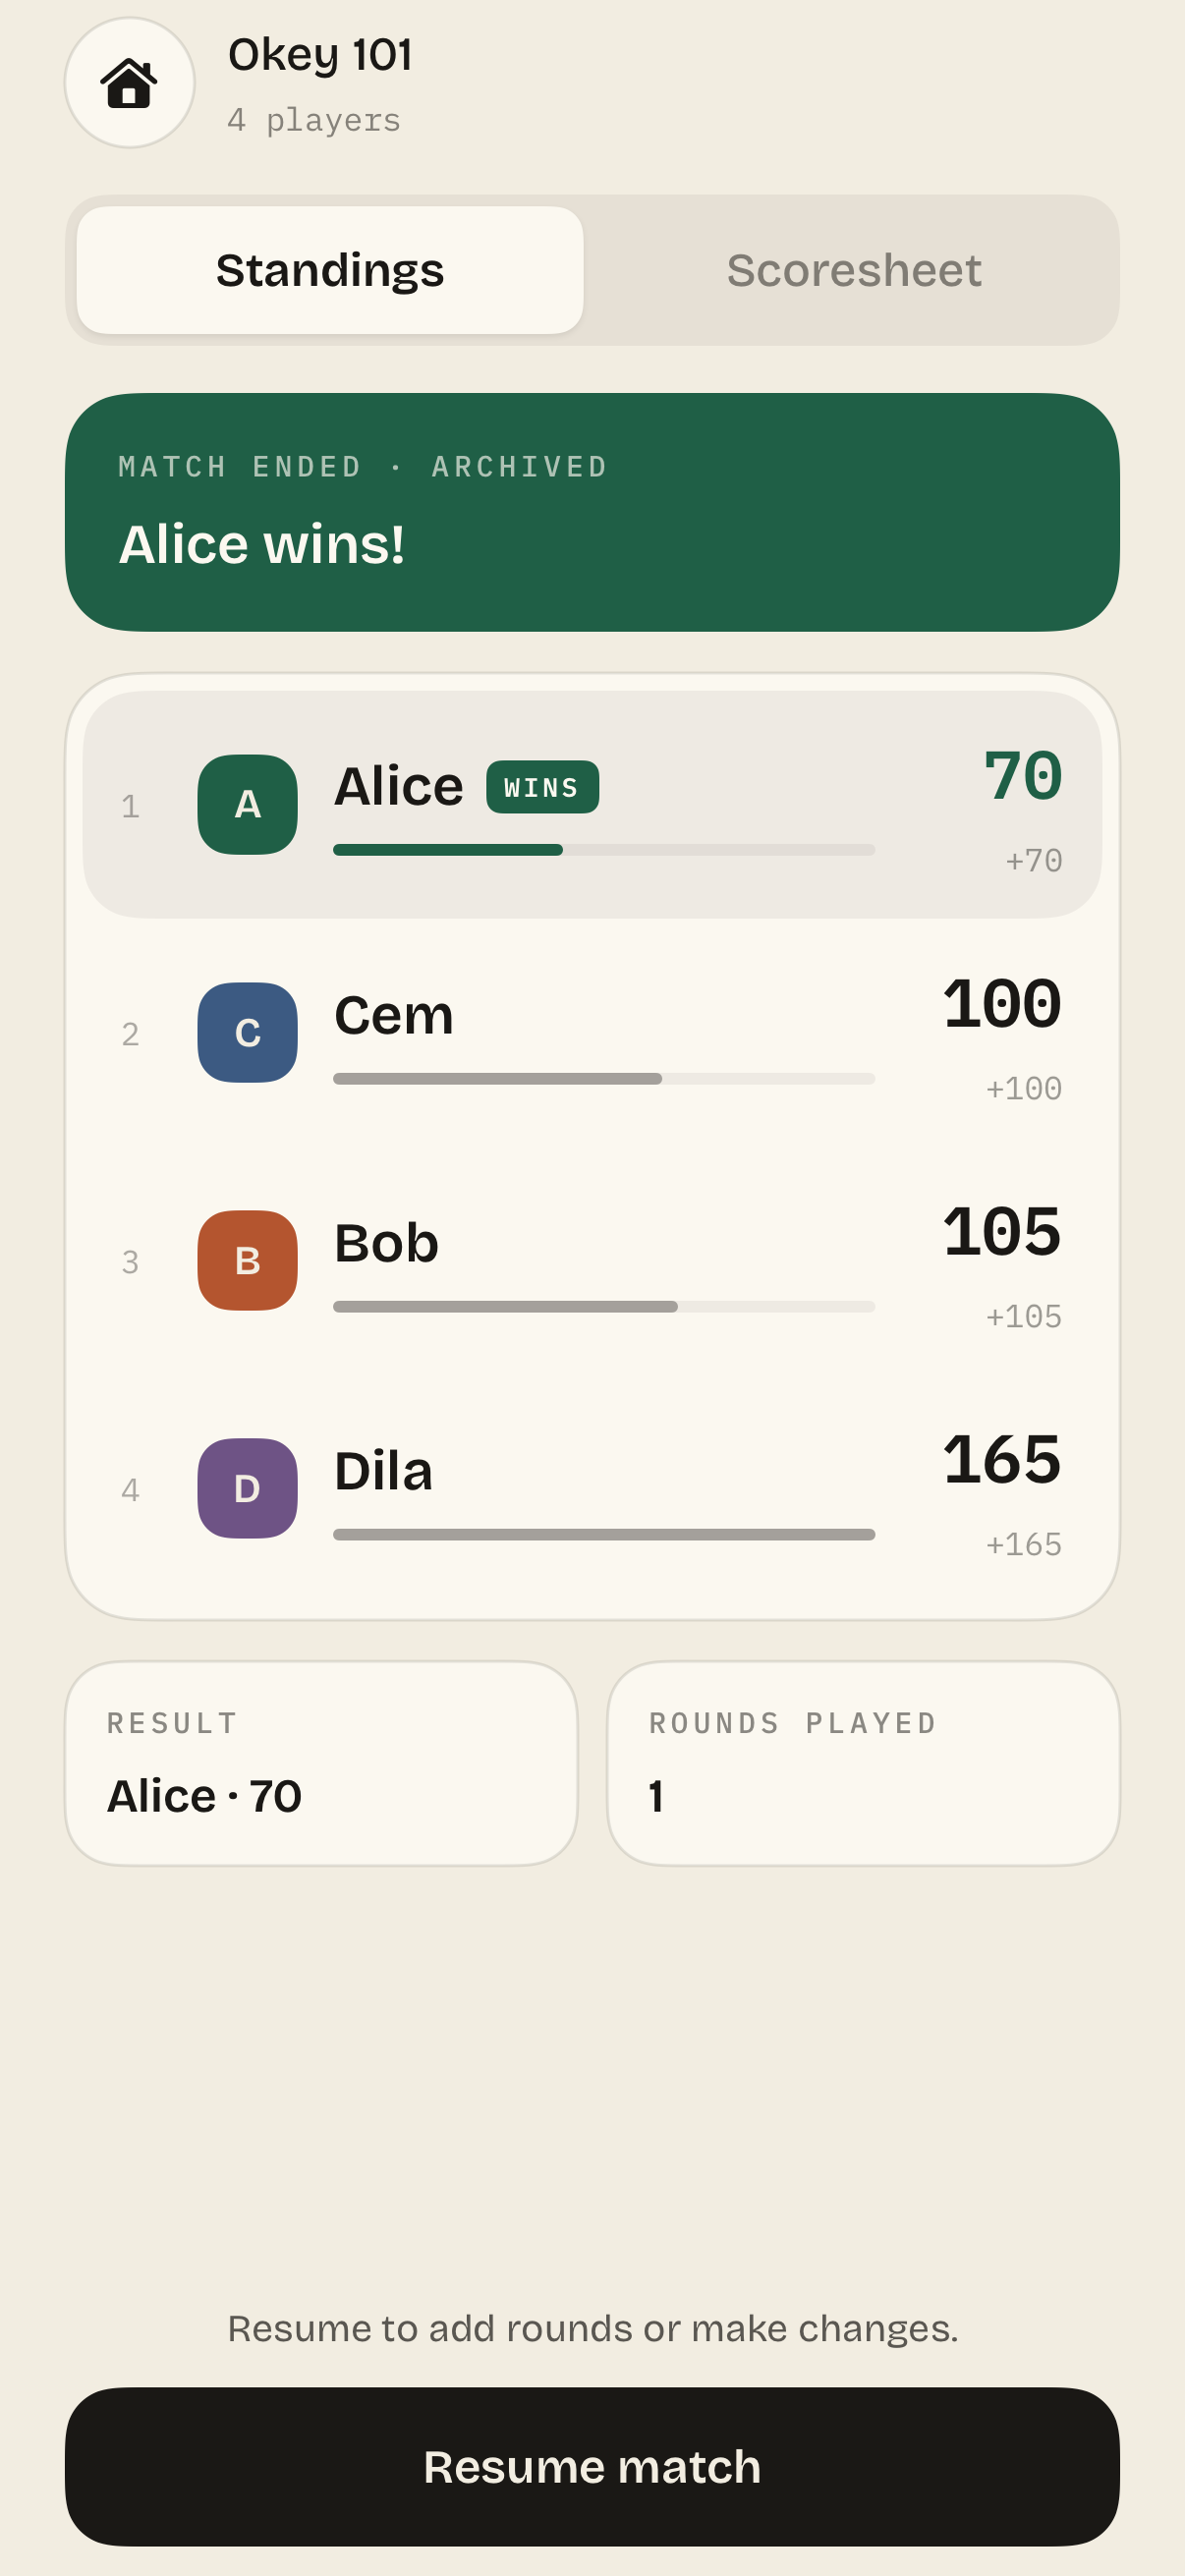 Okey 101
4 players
Standings
Scoresheet
MATCH ENDED · ARCHIVED
Alice wins!
1
A
Alice
WINS
70
+70
2
C
Cem
100
+100
3
B
Bob
105
+105
4
D
Dila
165
+165
RESULT
Alice · 70
ROUNDS PLAYED
1
Resume to add rounds or make changes.
Resume match